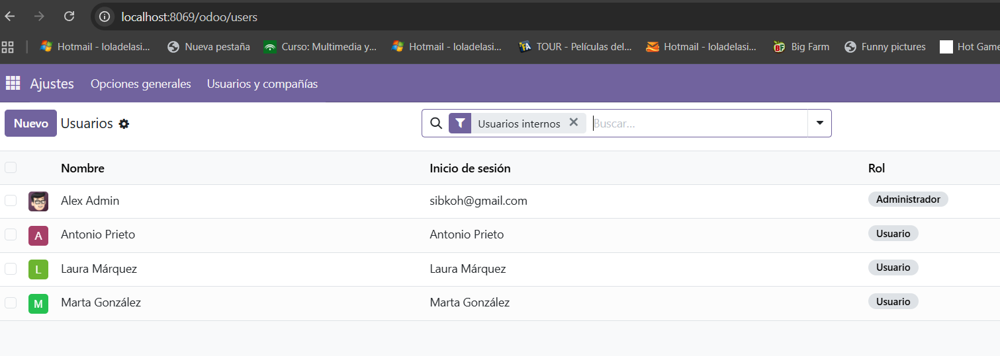 localhost:8069/odoo/users
Hotmail - loladelasi... Nueva pestaña Curso: Multimedia y... Hotmail - loladelasi... TOUR - Películas del... Hotmail - loladelasi... Big Farm Funny pictures Hot Game
Ajustes Opciones generales Usuarios y compañías
Nuevo Usuarios Usuarios internos Buscar...
Nombre Inicio de sesión Rol
Alex Admin sibkoh@gmail.com Administrador
A Antonio Prieto Antonio Prieto Usuario
L Laura Márquez Laura Márquez Usuario
M Marta González Marta González Usuario